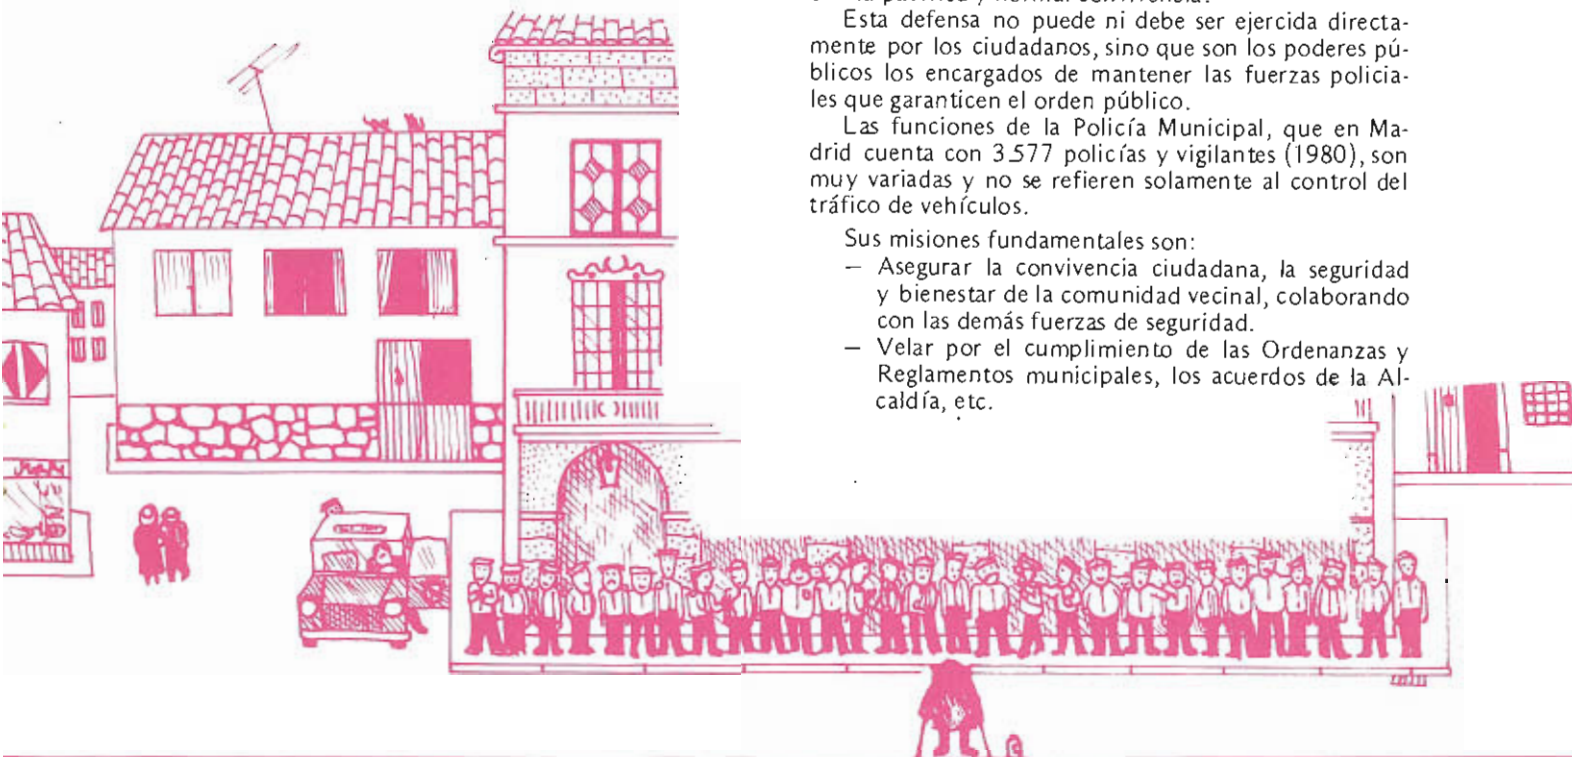 la pacífica y normal convivencia.
Esta defensa no puede ni debe ser ejercida directa-
mente por los ciudadanos, sino que son los poderes pú-
blicos los encargados de mantener las fuerzas policia-
les que garanticen el orden público.
Las funciones de la Policía Municipal, que en Ma-
drid cuenta con 3.577 policías y vigilantes (1980), son
muy variadas y no se refieren solamente al control del
tráfico de vehículos.
Sus misiones fundamentales son:
— Asegurar la convivencia ciudadana, la seguridad
y bienestar de la comunidad vecinal, colaborando
con las demás fuerzas de seguridad.
— Velar por el cumplimiento de las Ordenanzas y
Reglamentos municipales, los acuerdos de la Al-
caldía, etc.